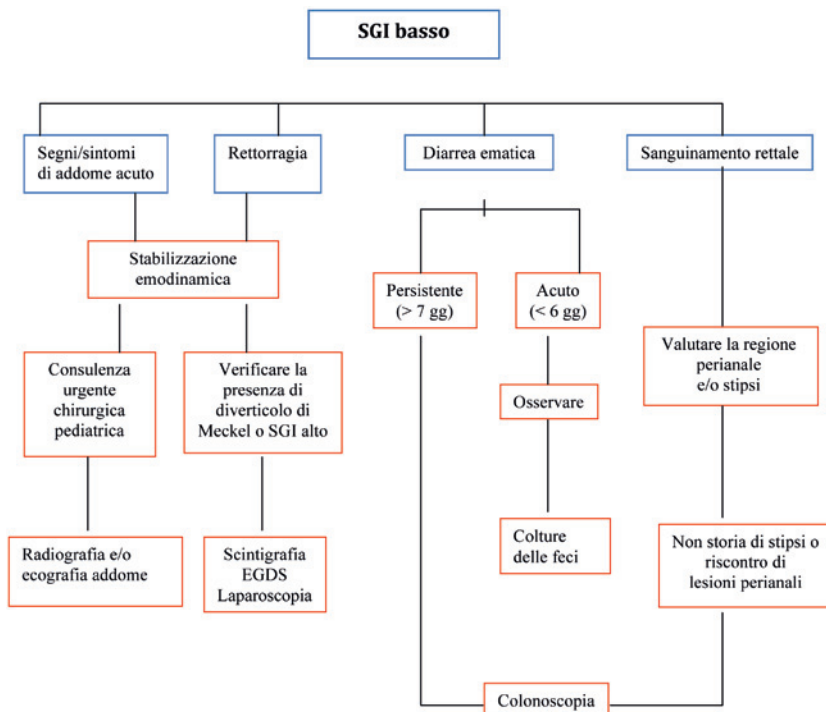 SGI basso
Segni/sintomi
di addome acuto
Rettorragia
Diarrea ematica
Sanguinamento rettale
Stabilizzazione
emodinamica
Persistente
(> 7 gg)
Acuto
(< 6 gg)
Consulenza
urgente
chirurgica
pediatrica
Verificare la
presenza di
diverticolo di
Meckel o SGI alto
Valutare la regione
perianale
e/o stipsi
Osservare
Radiografia e/o
ecografia addome
Scintigrafia
EGDS
Laparoscopia
Colture
delle feci
Non storia di stipsi o
riscontro di
lesioni perianali
Colonoscopia